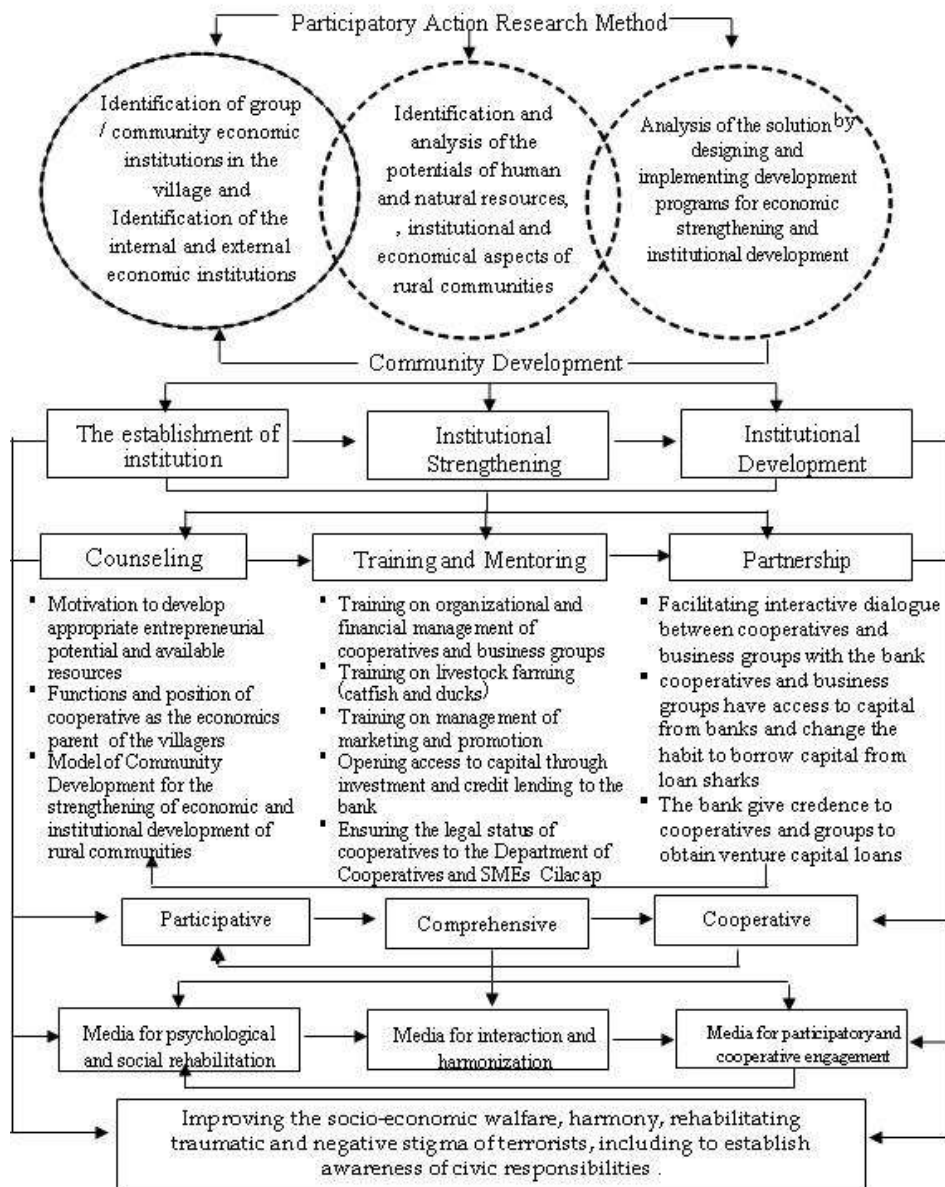 Participatory Action Research Method
Identification of group
/ community economic
institutions in the
village and
Identification of the
internal and external
economic institutions
Identification and
analysis of the
potentials of human
and natural resources,
, institutional and
economical aspects of
rural communities
Analysis of the solution by
designing and
implementing development
programs for economic
strengthening and
institutional development
Community Development
The establishment of
institution
Institutional
Strengthening
Institutional
Development
Counseling
Training and Mentoring
Partnership
▪ Motivation to develop
appropriate entrepreneurial
potential and available
resources
▪ Functions and position of
cooperative as the economics
parent of the villagers
▪ Model of Community
Development for the
strengthening of economic and
institutional development of
rural communities
▪ Training on organizational and
financial management of
cooperatives and business groups
▪ Training on livestock farming
(catfish and ducks)
▪ Training on management of
marketing and promotion
▪ Opening access to capital through
investment and credit lending to the
bank
▪ Ensuring the legal status of
cooperatives to the Department of
Cooperatives and SMEs Cilacap
▪ Facilitating interactive dialogue
between cooperatives and
business groups with the bank
▪ cooperatives and business
groups have access to capital
from banks and change the
habit to borrow capital from
loan sharks
▪ The bank give credence to
cooperatives and groups to
obtain venture capital loans
Participative
Comprehensive
Cooperative
Media for psychological
and social rehabilitation
Media for interaction and
harmonization
Media for participatory and
cooperative engagement
Improving the socio-economic welfare, harmony, rehabilitating
traumatic and negative stigma of terrorists, including to establish
awareness of civic responsibilities .